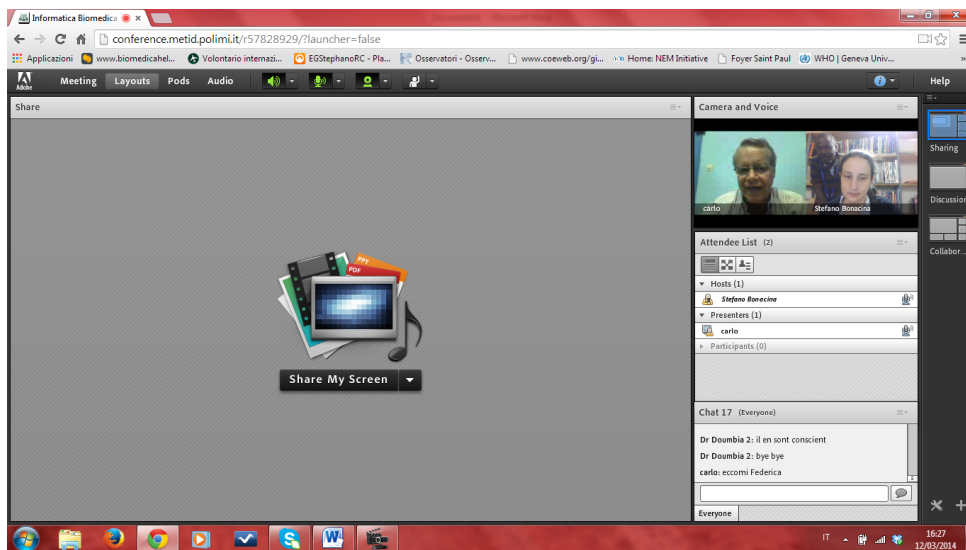 Informatica Biomedica
conference.metid.polimi.it/r57828929/?launcher=false
Applicazioni www.biomedicahel... Volontario internazi... EGStephanoRC - Pla... Osservatori - Osserv... www.coeweb.org/gi... Home: NEM Initiative Foyer Saint Paul WHO | Geneva Univ... »
Adobe Meeting Layouts Pods Audio Help
Share
Camera and Voice
carlo Stefano Bonacina
Sharing
Discussion
Collabor...
Attendee List (2)
Hosts (1)
Stefano Bonacina
Presenters (1)
carlo
Participants (0)
PPT
PDF
Share My Screen
Chat 17 (Everyone)
Dr Doumbia 2: il en sont conscient
Dr Doumbia 2: bye bye
carlo: eccomi Federica
Everyone
IT 16:27
12/03/2014